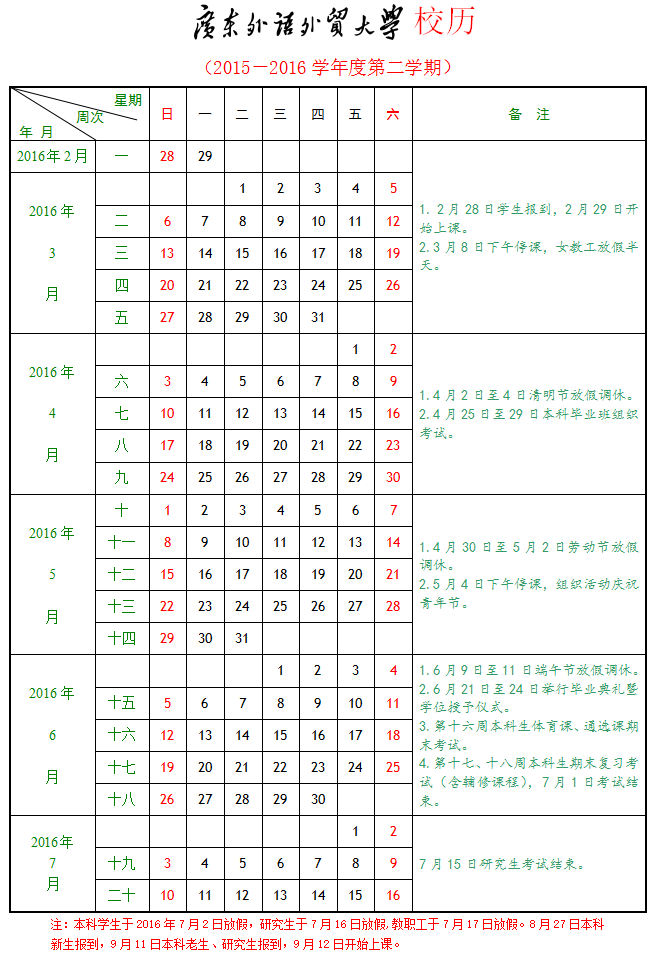 廣东外语外贸大學 校历
（2015－2016 学年度第二学期）
星期
周次
年 月
日 一 二 三 四 五 六 备 注
2016年2月 一 28 29
1 2 3 4 5
2016 年
3
月
二 6 7 8 9 10 11 12
三 13 14 15 16 17 18 19
四 20 21 22 23 24 25 26
五 27 28 29 30 31
1. 2 月 28 日学生报到，2 月 29 日开
始上课。
2.3 月 8 日下午停课，女教工放假半
天。
1 2
2016 年
4
月
六 3 4 5 6 7 8 9
七 10 11 12 13 14 15 16
八 17 18 19 20 21 22 23
九 24 25 26 27 28 29 30
1.4 月 2 日至 4 日清明节放假调休。
2.4 月 25 日至 29 日本科毕业班组织
考试。
2016 年
5
月
十 1 2 3 4 5 6 7
十一 8 9 10 11 12 13 14
十二 15 16 17 18 19 20 21
十三 22 23 24 25 26 27 28
十四 29 30 31
1.4 月 30 日至 5 月 2 日劳动节放假
调休。
2.5 月 4 日下午停课，组织活动庆祝
青年节。
1 2 3 4
2016 年
6
月
十五 5 6 7 8 9 10 11
十六 12 13 14 15 16 17 18
十七 19 20 21 22 23 24 25
十八 26 27 28 29 30
1.6 月 9 日至 11 日端午节放假调休。
2.6 月 21 日至 24 日举行毕业典礼暨
学位授予仪式。
3.第十六周本科生体育课、通选课期
末考试。
4.第十七、十八周本科生期末复习考
试（含辅修课程），7 月 1 日考试结
束。
1 2
2016年
7
月
十九 3 4 5 6 7 8 9
二十 10 11 12 13 14 15 16
7 月 15 日研究生考试结束。
注：本科学生于 2016 年 7 月 2 日放假，研究生于 7 月 16 日放假,教职工于 7 月 17 日放假。8 月 27 日本科
新生报到，9 月 11 日本科老生、研究生报到，9 月 12 日开始上课。